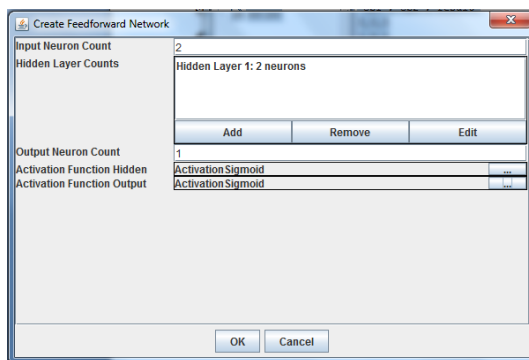 Create Feedforward Network
Input Neuron Count 2
Hidden Layer Counts Hidden Layer 1: 2 neurons
Add Remove Edit
Output Neuron Count 1
Activation Function Hidden ActivationSigmoid ...
Activation Function Output ActivationSigmoid ...
OK Cancel